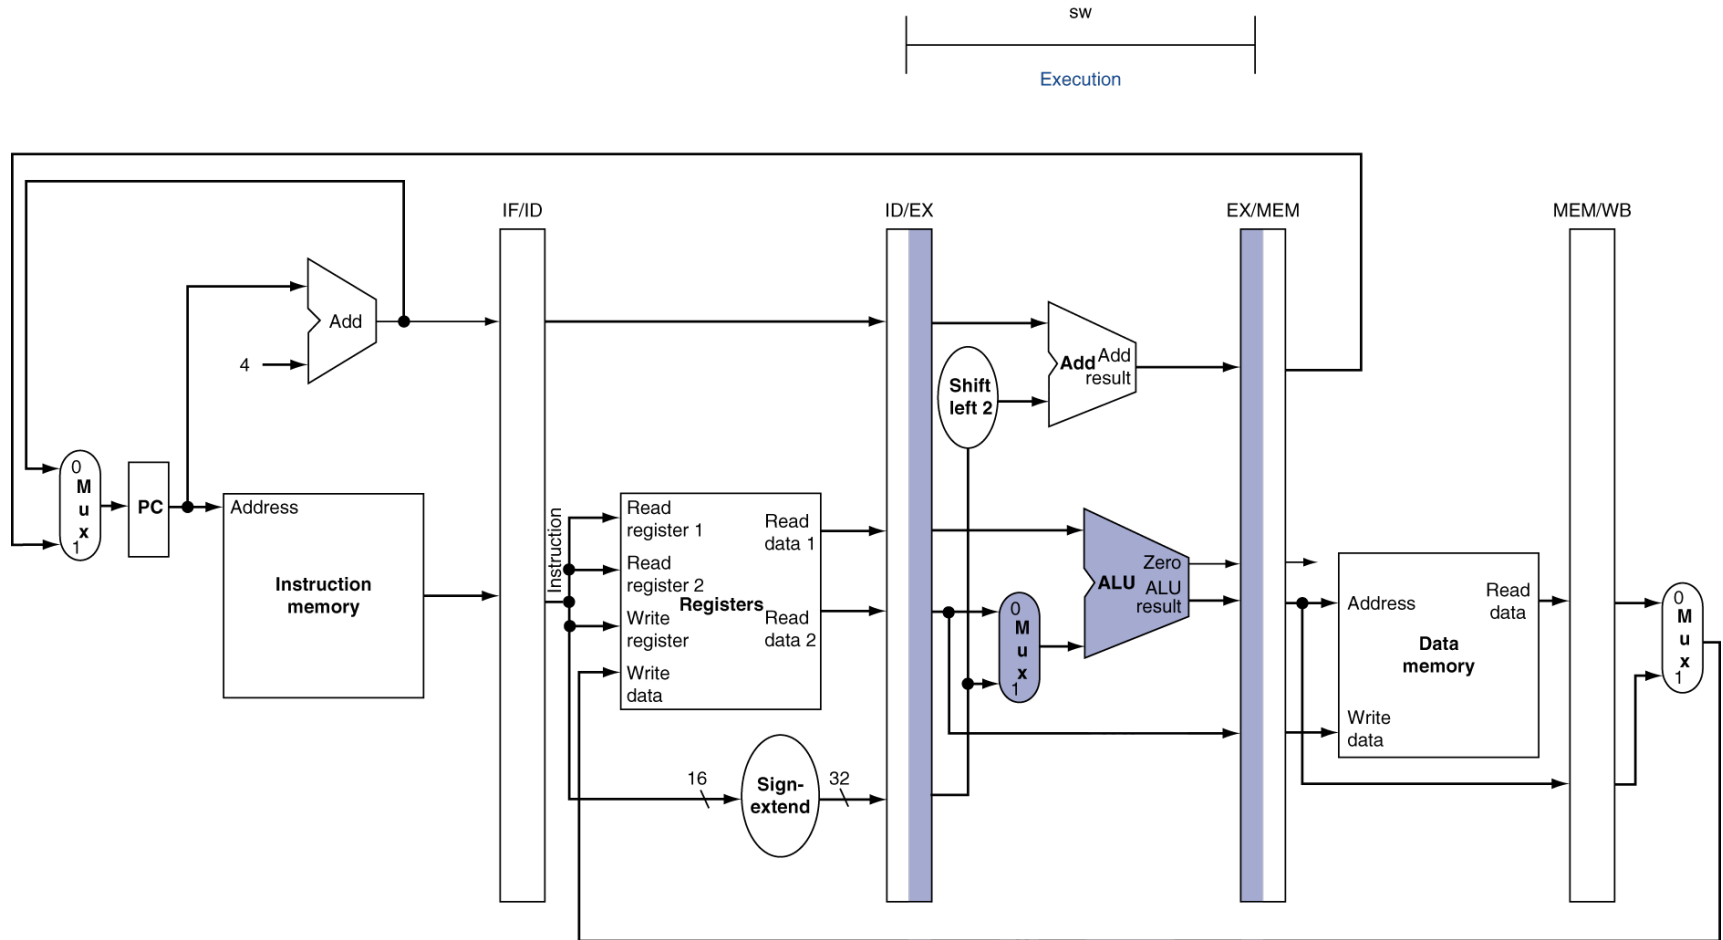 sw
Execution
IF/ID
ID/EX
EX/MEM
MEM/WB
Add
4
Add Add
result
Shift
left 2
0
M
u
x
1
PC
Address
Instruction
memory
Instruction
Read
register 1
Read
register 2
Write
register
Write
data
Registers
Read
data 1
Read
data 2
16
Sign-
extend
32
0
M
u
x
1
Zero
ALU
ALU
result
Address
Read
data
Data
memory
Write
data
0
M
u
x
1